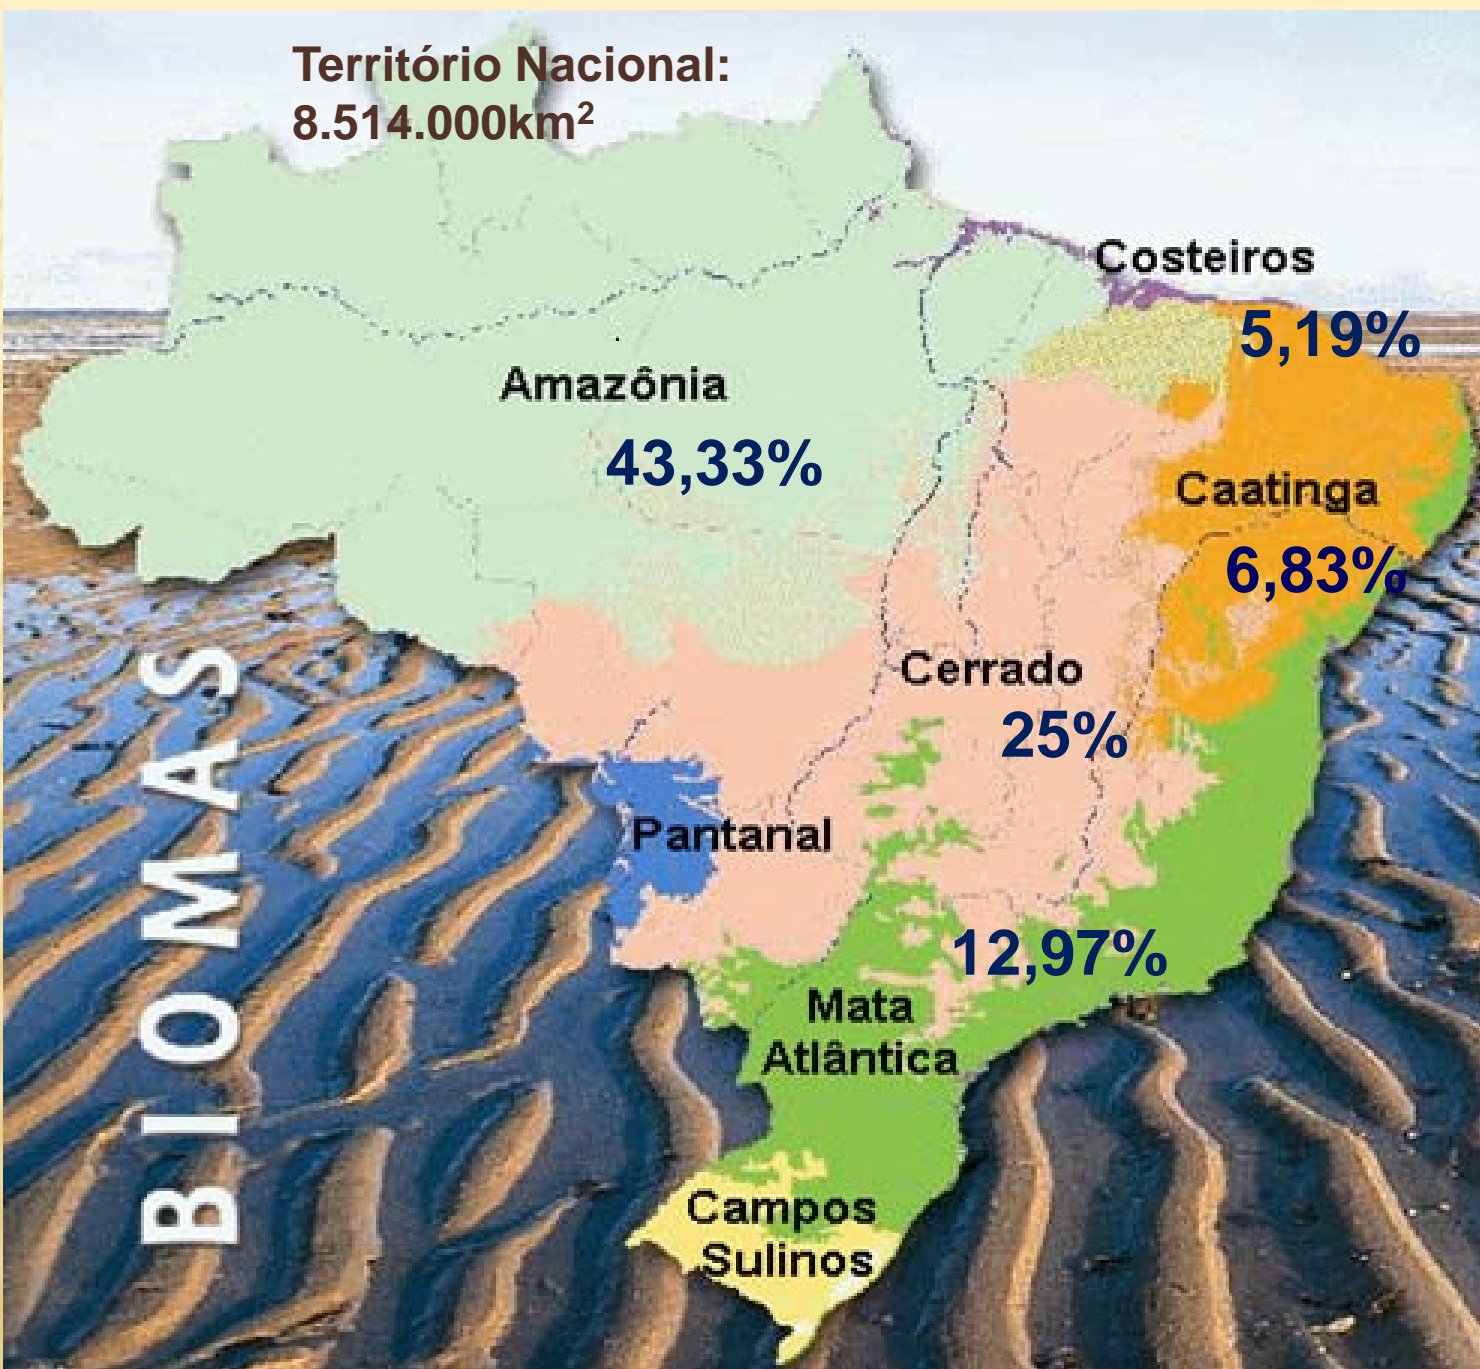 Território Nacional:
8.514.000km²
Costeiros
5,19%
Amazônia
43,33%
Caatinga
6,83%
Cerrado
25%
Pantanal
12,97%
Mata
Atlântica
Campos
Sulinos
BIOMAS